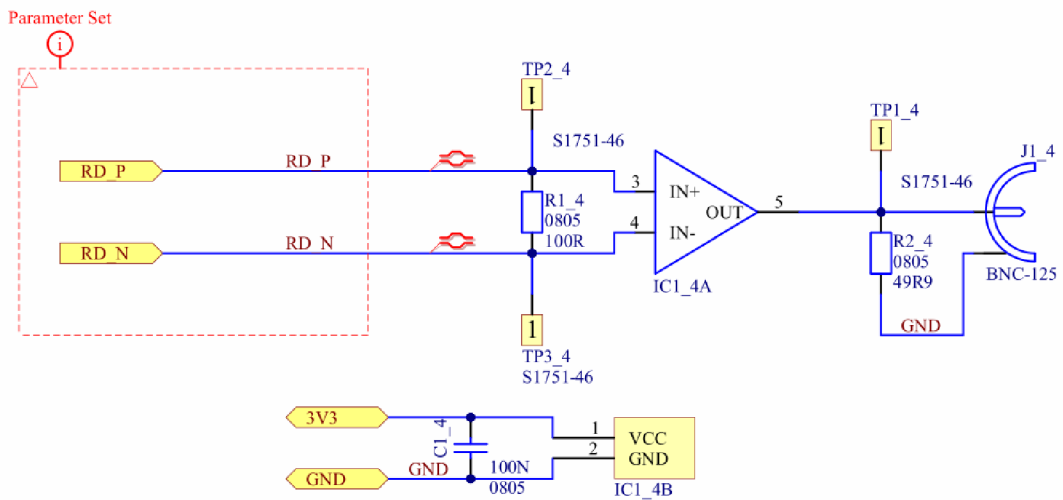 Parameter Set
i
TP2_4
1
S1751-46
TP1_4
1
J1_4
RD_P
RD_P
3
IN+
R1_4
0805
100R
OUT
5
S1751-46
4
IN-
RD_N
RD_N
R2_4
0805
49R9
BNC-125
IC1_4A
GND
1
TP3_4
S1751-46
3V3
C1_4
1
VCC
2
GND
GND
GND
100N
0805
IC1_4B